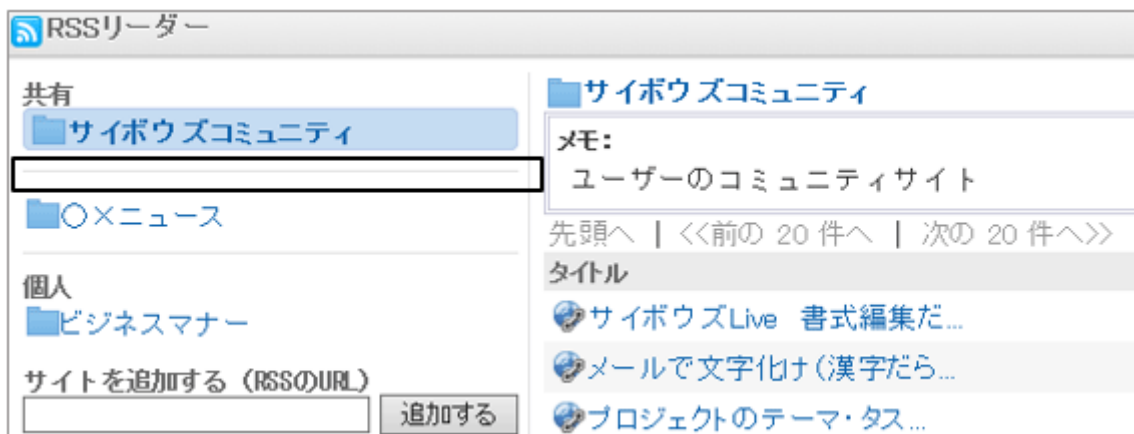 RSSリーダー
共有
サイボウズコミュニティ
○×ニュース
個人
ビジネスマナー
サイトを追加する（RSSのURL）
追加する
サイボウズコミュニティ
メモ：
ユーザーのコミュニティサイト
先頭へ | <<前の 20 件へ | 次の 20 件へ>>
タイトル
サイボウズLive　書式編集だ...
メールで文字化け(漢字だら...
プロジェクトのテーマ・タス...